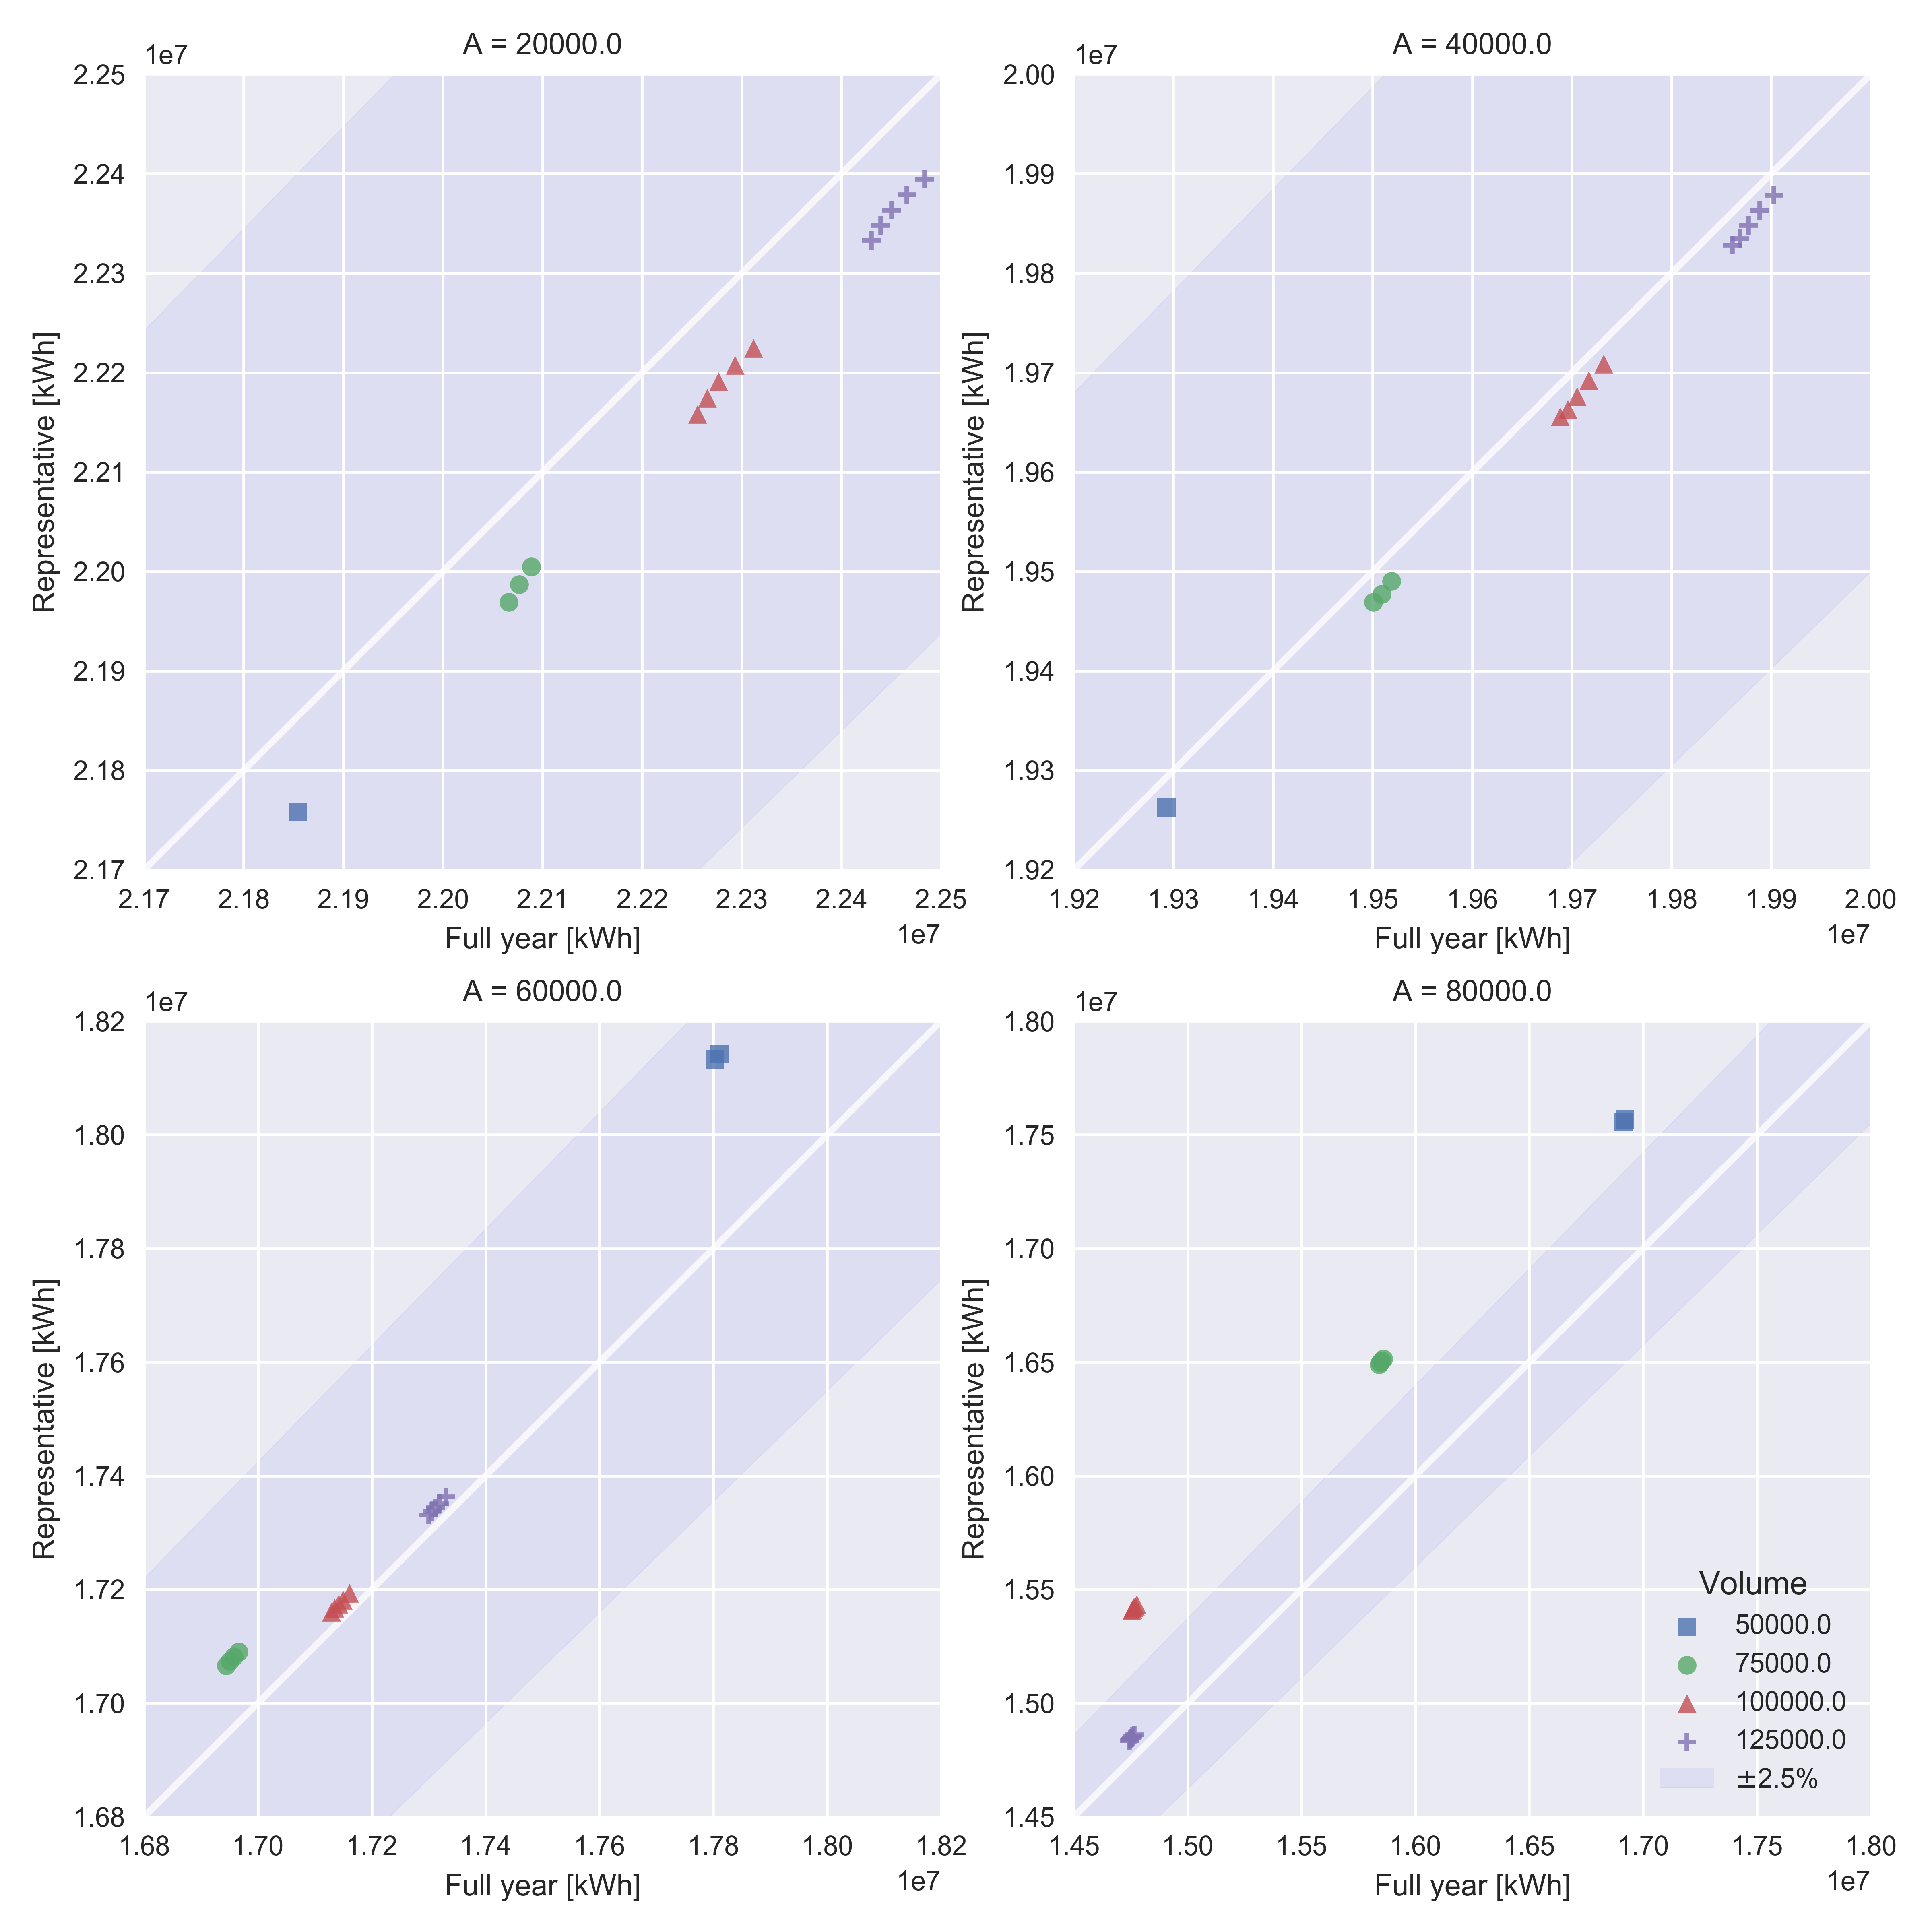 A = 20000.0
1e7
2.25
2.24
2.23
2.22
2.21
2.20
2.19
2.18
2.17
Representative [kWh]
2.17 2.18 2.19 2.20 2.21 2.22 2.23 2.24 2.25
Full year [kWh]
1e7
A = 40000.0
1e7
2.00
1.99
1.98
1.97
1.96
1.95
1.94
1.93
1.92
Representative [kWh]
1.92 1.93 1.94 1.95 1.96 1.97 1.98 1.99 2.00
Full year [kWh]
1e7
A = 60000.0
1e7
1.82
1.80
1.78
1.76
1.74
1.72
1.70
1.68
Representative [kWh]
1.68 1.70 1.72 1.74 1.76 1.78 1.80 1.82
Full year [kWh]
1e7
A = 80000.0
1e7
1.80
1.75
1.70
1.65
1.60
1.55
1.50
1.45
Representative [kWh]
Volume
50000.0
75000.0
100000.0
125000.0
±2.5%
1.45 1.50 1.55 1.60 1.65 1.70 1.75 1.80
Full year [kWh]
1e7